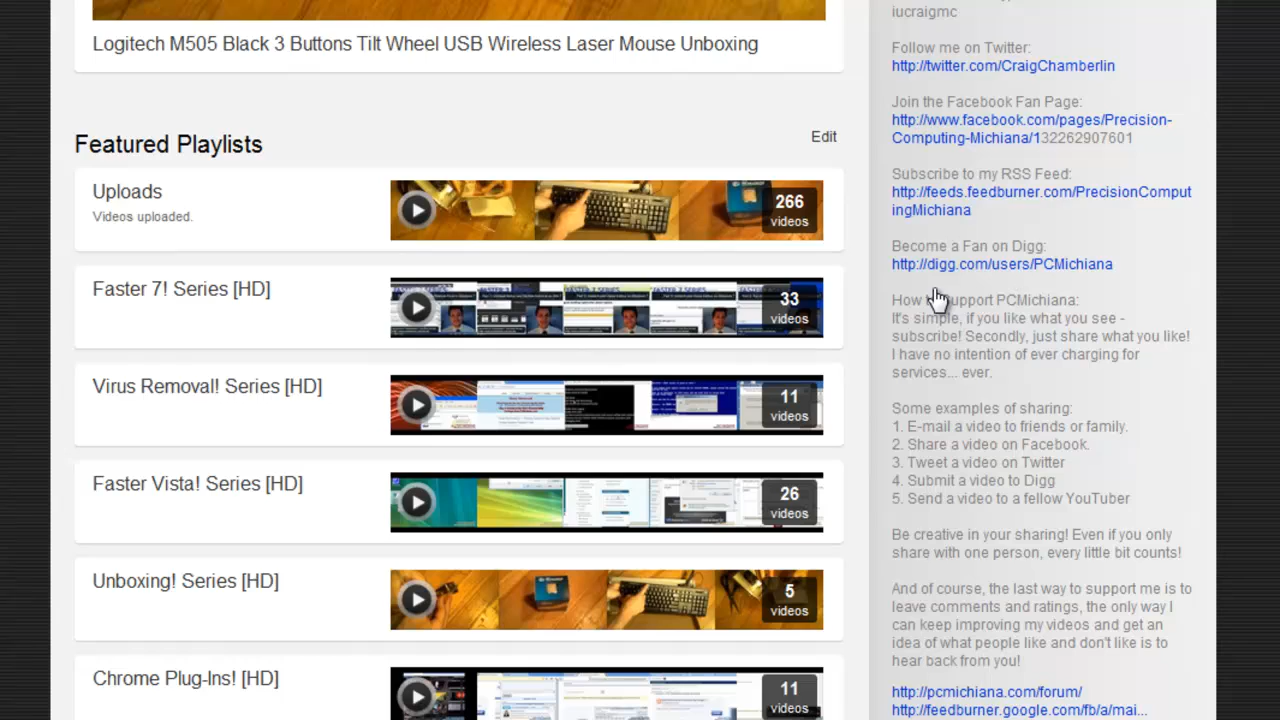 Logitech M505 Black 3 Buttons Tilt Wheel USB Wireless Laser Mouse Unboxing
Featured Playlists
Edit
Uploads
Videos uploaded.
266
videos
Faster 7! Series [HD]
33
videos
Virus Removal! Series [HD]
11
videos
Faster Vista! Series [HD]
26
videos
Unboxing! Series [HD]
5
videos
Chrome Plug-Ins! [HD]
11
videos
iucraigmc
Follow me on Twitter:
http://twitter.com/CraigChamberlin
Join the Facebook Fan Page:
http://www.facebook.com/pages/Precision-
Computing-Michiana/132262907601
Subscribe to my RSS Feed:
http://feeds.feedburner.com/PrecisionComput
ingMichiana
Become a Fan on Digg:
http://digg.com/users/PCMichiana
How support PCMichiana:
It's simple, if you like what you see -
subscribe! Secondly, just share what you like!
I have no intention of ever charging for
services... ever.
Some examples of sharing:
1. E-mail a video to friends or family.
2. Share a video on Facebook.
3. Tweet a video on Twitter
4. Submit a video to Digg
5. Send a video to a fellow YouTuber
Be creative in your sharing! Even if you only
share with one person, every little bit counts!
And of course, the last way to support me is to
leave comments and ratings, the only way I
can keep improving my videos and get an
idea of what people like and don't like is to
hear back from you!
http://pcmichiana.com/forum/
http://feedburner.google.com/fb/a/mai...